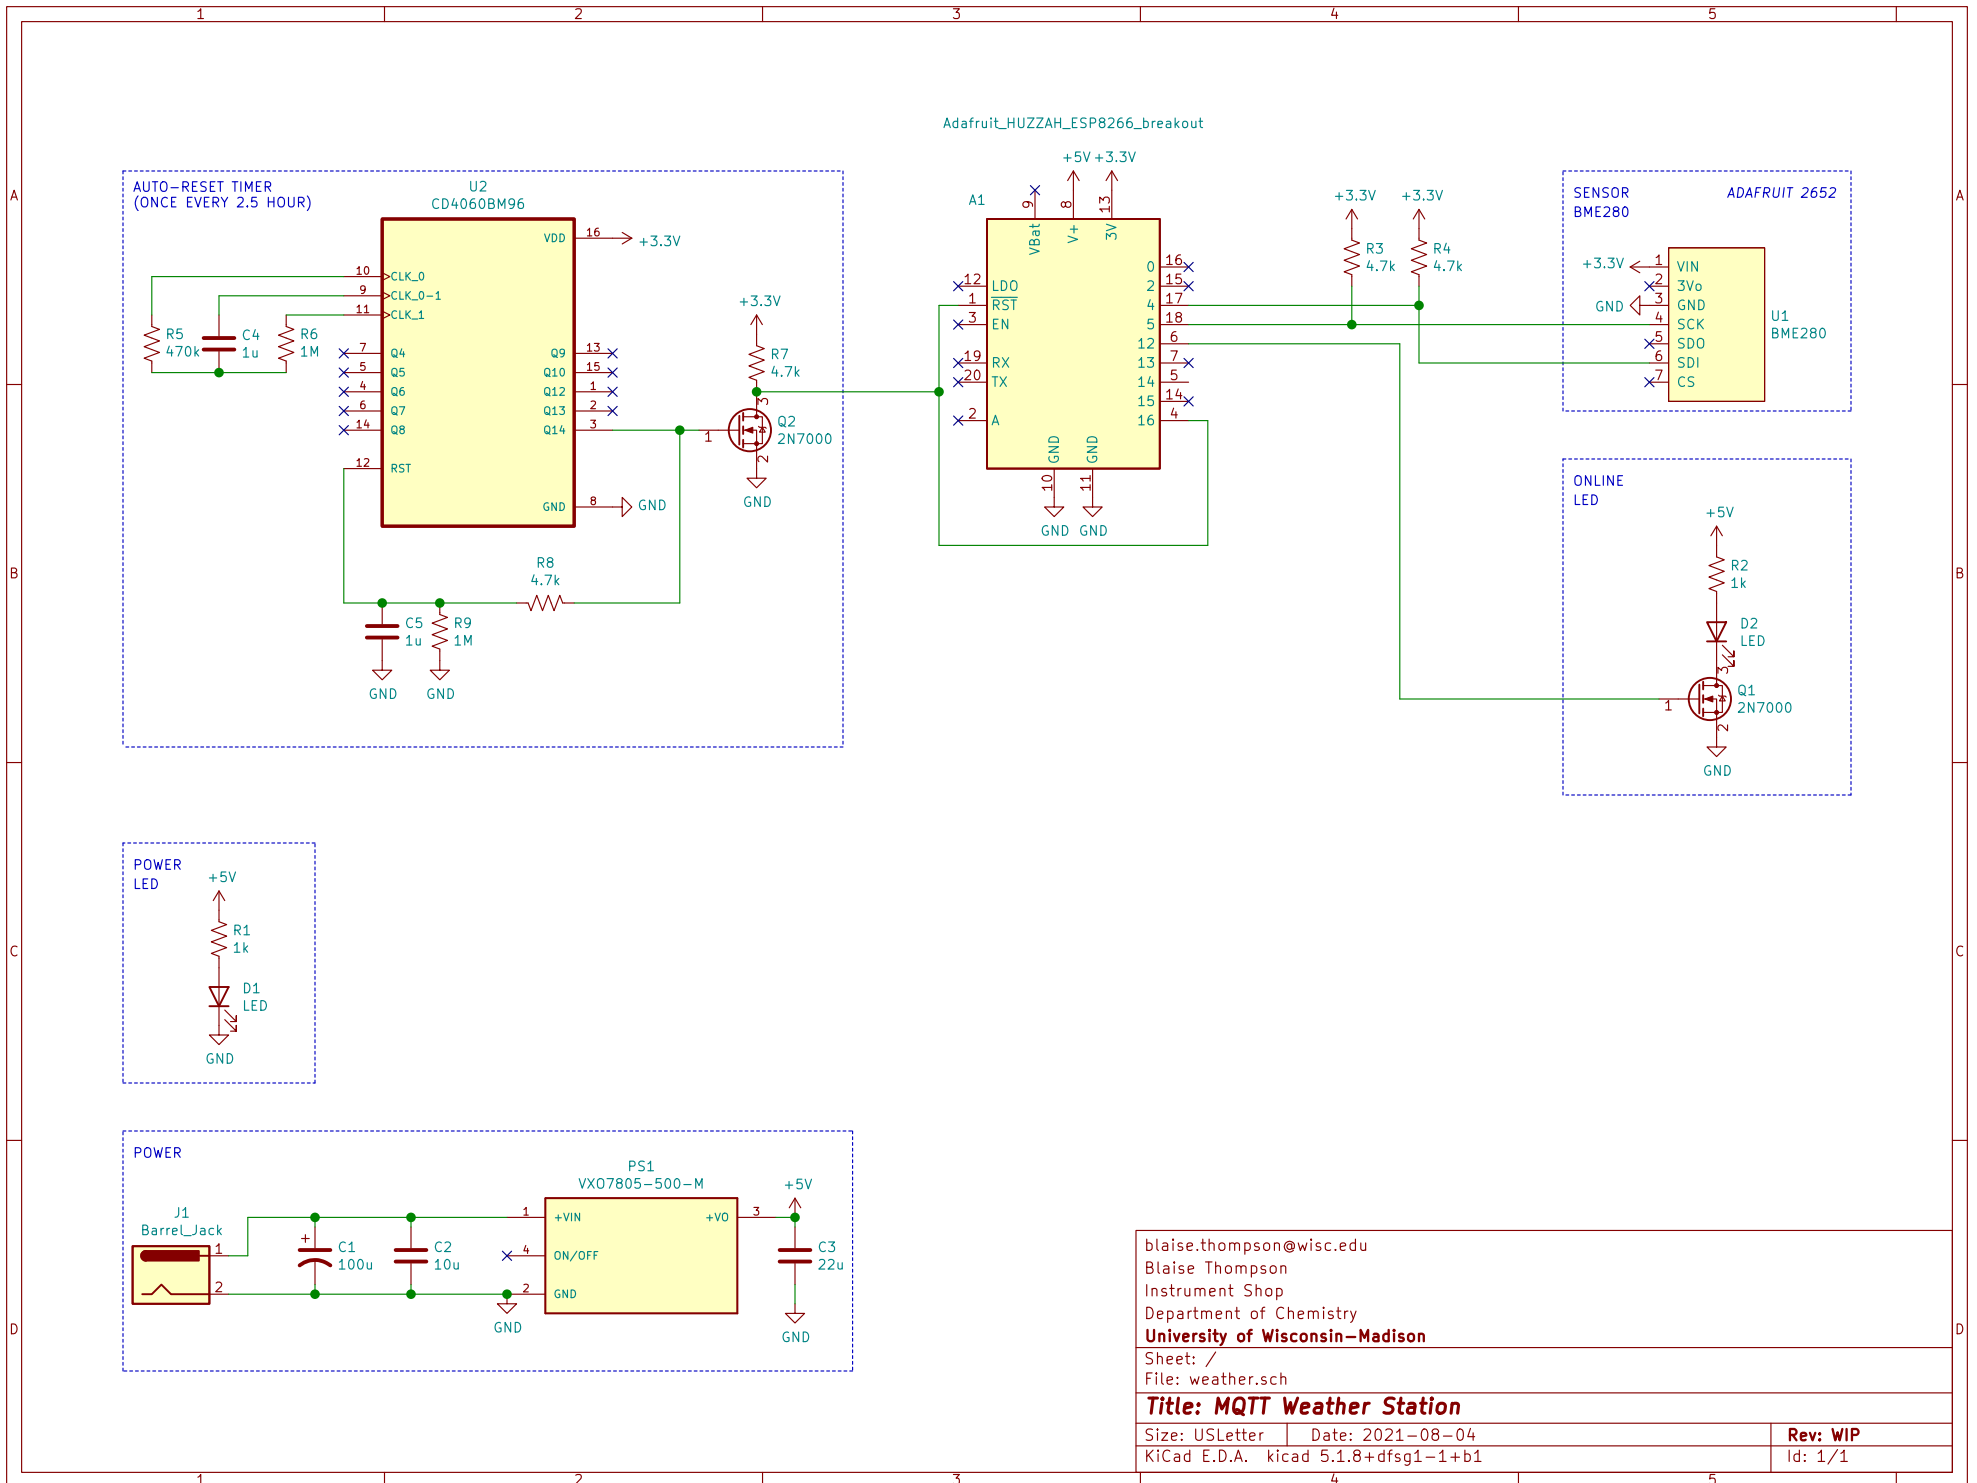 1 2 3 4 5
A
B
C
D
AUTO-RESET TIMER
(ONCE EVERY 2.5 HOUR)
U2
CD4060BM96
VDD 16 +3.3V
10 CLK_0
9 CLK_0-1
11 CLK_1
R5
470k
C4
1u
R6
1M
7 Q4
5 Q5
4 Q6
6 Q7
14 Q8
12 RST
Q9 13
Q10 15
Q12 1
Q13 2
Q14 3
GND 8 GND
+3.3V
R7
4.7k
3
Q2
2N7000
1
2
GND
R8
4.7k
C5
1u
R9
1M
GND
GND
Adafruit_HUZZAH_ESP8266_breakout
A1
+5V
+3.3V
9 VBat
8 V+
13 3V
12 LDO
1 RST
3 EN
19 RX
20 TX
2 A
0 16
2 15
4 17
5 18
12 6
13 7
14 5
15 14
16 4
GND 10
GND 11
GND
GND
+3.3V
+3.3V
R3
4.7k
R4
4.7k
SENSOR
BME280
ADAFRUIT 2652
+3.3V
GND
1 VIN
2 3Vo
3 GND
4 SCK
5 SDO
6 SDI
7 CS
U1
BME280
ONLINE
LED
+5V
R2
1k
D2
LED
3
Q1
2N7000
1
2
GND
POWER
LED
+5V
R1
1k
D1
LED
GND
POWER
J1
Barrel_Jack
1
2
+
C1
100u
C2
10u
PS1
VXO7805-500-M
1 +VIN
4 ON/OFF
2 GND
+VO 3
GND
+5V
C3
22u
GND
blaise.thompson@wisc.edu
Blaise Thompson
Instrument Shop
Department of Chemistry
University of Wisconsin-Madison
Sheet: /
File: weather.sch
Title: MQTT Weather Station
Size: USLetter Date: 2021-08-04 Rev: WIP
KiCad E.D.A. kicad 5.1.8+dfsg1-1+b1 Id: 1/1
A
B
C
D
1 2 3 4 5